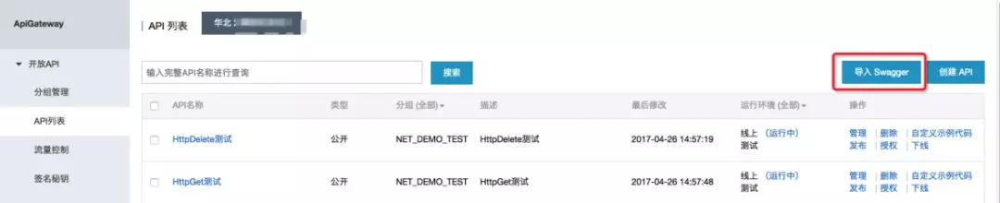 ApiGateway
开放API
分组管理
API列表
流量控制
签名秘钥
API 列表 华北
输入完整API名称进行查询 搜索 导入 Swagger 创建 API
API名称 类型 分组 (全部) 描述 最后修改 运行环境 (全部) 操作
HttpDelete测试 公开 NET_DEMO_TEST HttpDelete测试 2017-04-26 14:57:19 线上 (运行中) 管理 | 删除 | 自定义示例代码
测试 发布 | 授权 | 下线
HttpGet测试 公开 NET_DEMO_TEST HttpGet测试 2017-04-26 14:57:48 线上 (运行中) 管理 | 删除 | 自定义示例代码
测试 发布 | 授权 | 下线